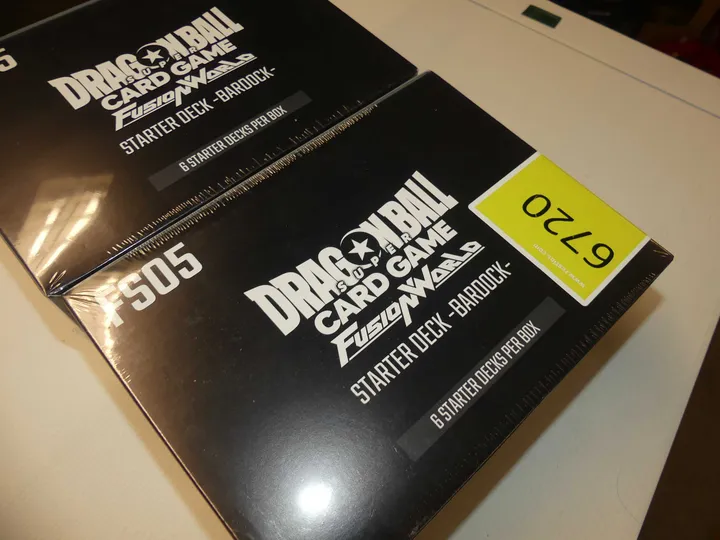 5
DRAGON BALL
SUPER
CARD GAME
FUSION WORLD
STARTER DECK -BARDOCK-
6 STARTER DECKS PER BOX
FS05
DRAGON BALL
SUPER
CARD GAME
FUSION WORLD
STARTER DECK -BARDOCK-
6 STARTER DECKS PER BOX
6720